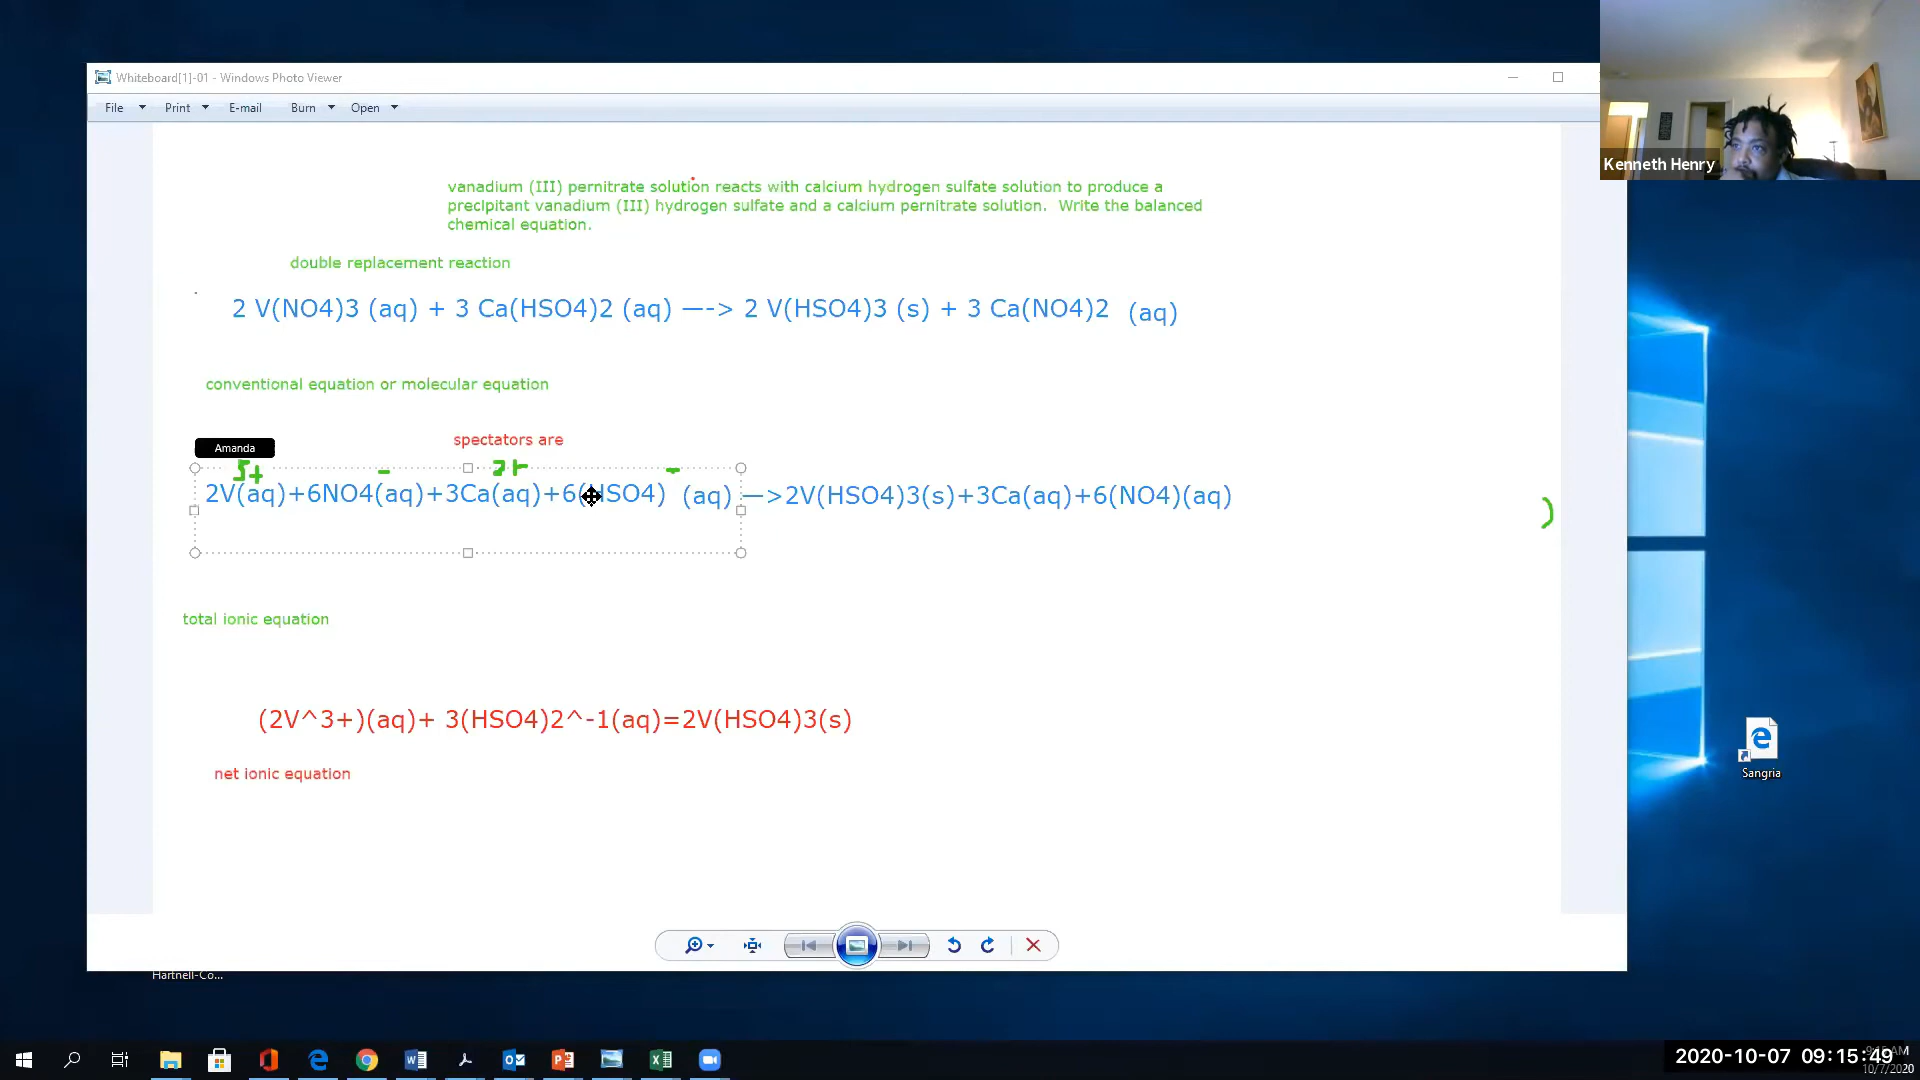 Whiteboard[1]-01 - Windows Photo Viewer
Kenneth Henry
File Print E-mail Burn Open
vanadium (III) pernitrate solution reacts with calcium hydrogen sulfate solution to produce a
precipitant vanadium (III) hydrogen sulfate and a calcium pernitrate solution. Write the balanced
chemical equation.
double replacement reaction
2 V(NO4)3 (aq) + 3 Ca(HSO4)2 (aq) —-> 2 V(HSO4)3 (s) + 3 Ca(NO4)2 (aq)
conventional equation or molecular equation
spectators are
Amanda
- 2+ -
2V(aq)+6NO4(aq)+3Ca(aq)+6(HSO4) (aq) —>2V(HSO4)3(s)+3Ca(aq)+6(NO4)(aq)
)
total ionic equation
(2V^3+)(aq)+ 3(HSO4)2^-1(aq)=2V(HSO4)3(s)
net ionic equation
Sangria
Hartnell-Co...
2020-10-07 09:15:49
10/7/2020